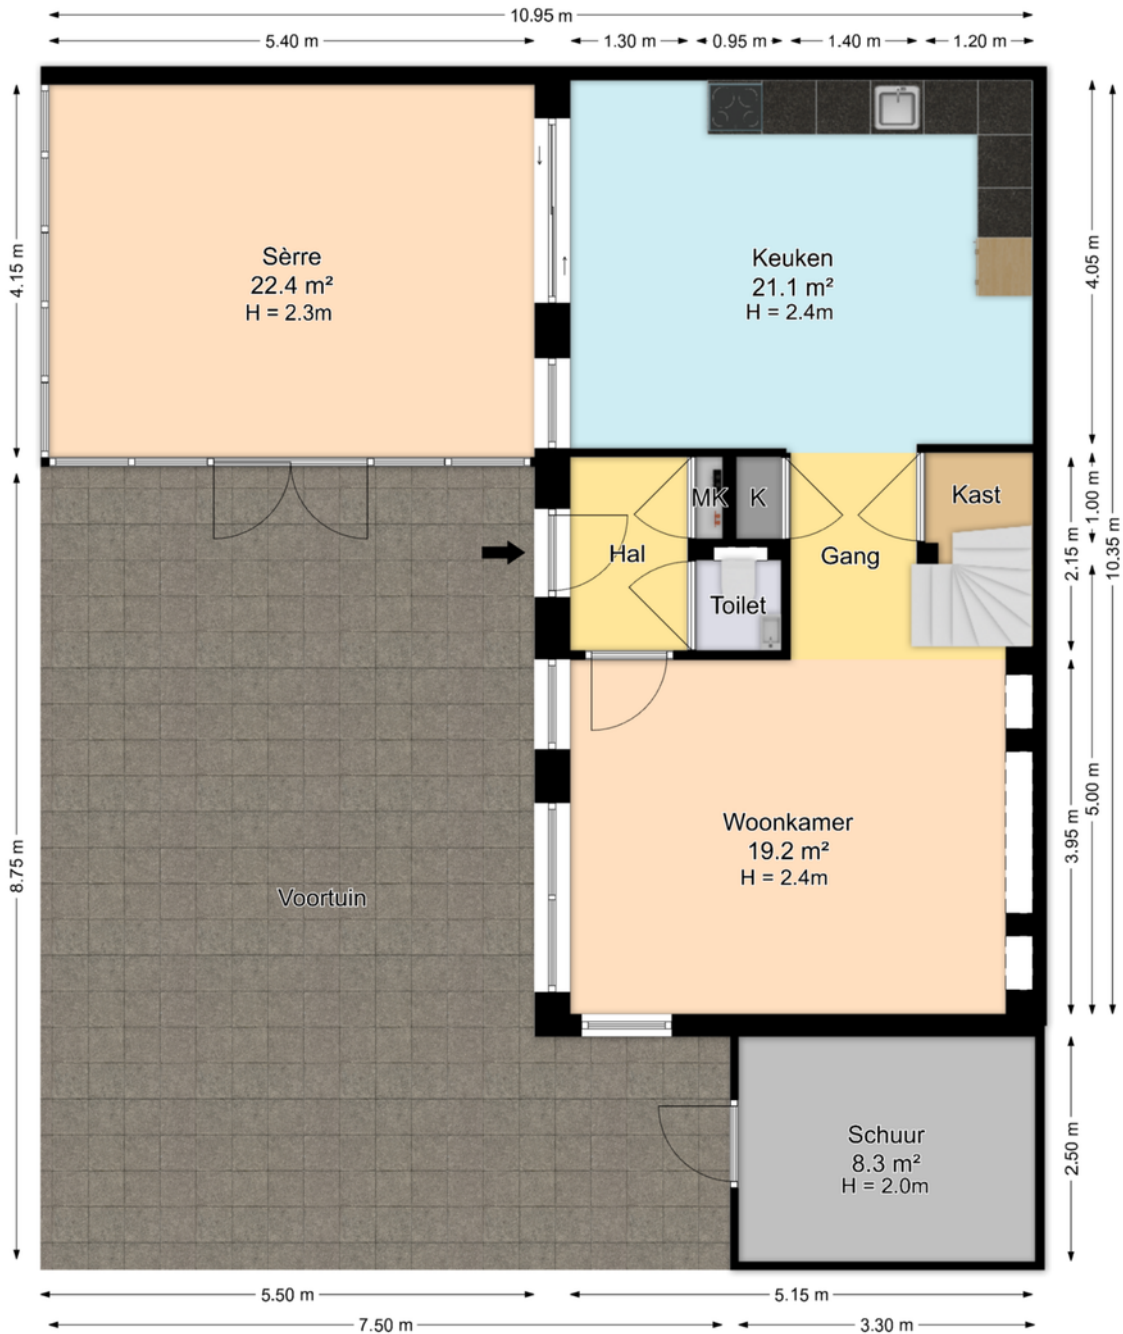 10.95 m
5.40 m
1.30 m
0.95 m
1.40 m
1.20 m
4.15 m
Sèrre
22.4 m²
H = 2.3m
Keuken
21.1 m²
H = 2.4m
4.05 m
10.35 m
MK
K
Kast
Hal
Gang
Toilet
2.15 m
1.00 m
8.75 m
Voortuin
Woonkamer
19.2 m²
H = 2.4m
3.95 m
5.00 m
Schuur
8.3 m²
H = 2.0m
2.50 m
5.50 m
5.15 m
7.50 m
3.30 m